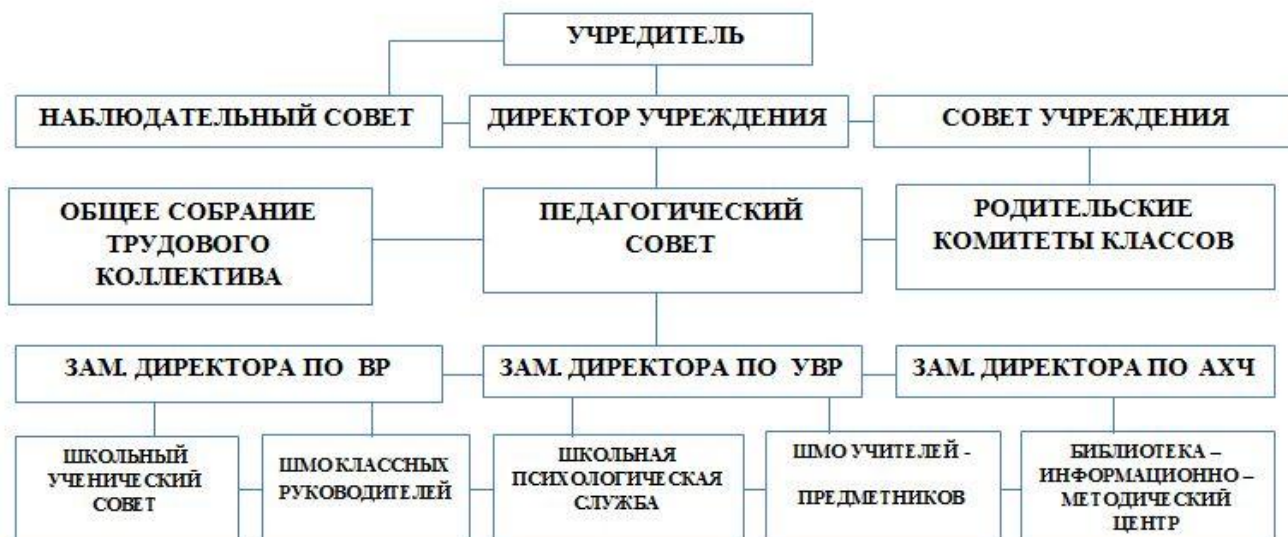 УЧРЕДИТЕЛЬ
НАБЛЮДАТЕЛЬНЫЙ СОВЕТ
ДИРЕКТОР УЧРЕЖДЕНИЯ
СОВЕТ УЧРЕЖДЕНИЯ
ОБЩЕЕ СОБРАНИЕ
ТРУДОВОГО
КОЛЛЕКТИВА
ПЕДАГОГИЧЕСКИЙ
СОВЕТ
РОДИТЕЛЬСКИЕ
КОМИТЕТЫ КЛАССОВ
ЗАМ. ДИРЕКТОРА ПО ВР
ЗАМ. ДИРЕКТОРА ПО УВР
ЗАМ. ДИРЕКТОРА ПО АХЧ
ШКОЛЬНЫЙ
УЧЕНИЧЕСКИЙ
СОВЕТ
ШМО КЛАССНЫХ
РУКОВОДИТЕЛЕЙ
ШКОЛЬНАЯ
ПСИХОЛОГИЧЕСКАЯ
СЛУЖБА
ШМО УЧИТЕЛЕЙ -
ПРЕДМЕТНИКОВ
БИБЛИОТЕКА –
ИНФОРМАЦИОННО –
МЕТОДИЧЕСКИЙ
ЦЕНТР